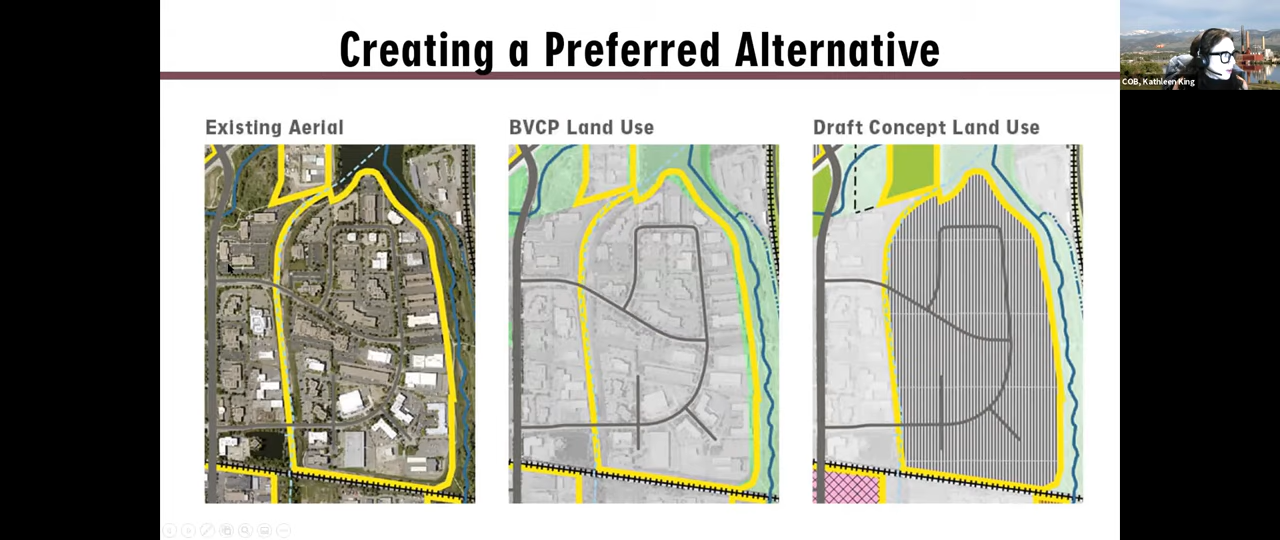 Creating a Preferred Alternative
COB, Kathleen King
Existing Aerial
BVCP Land Use
Draft Concept Land Use